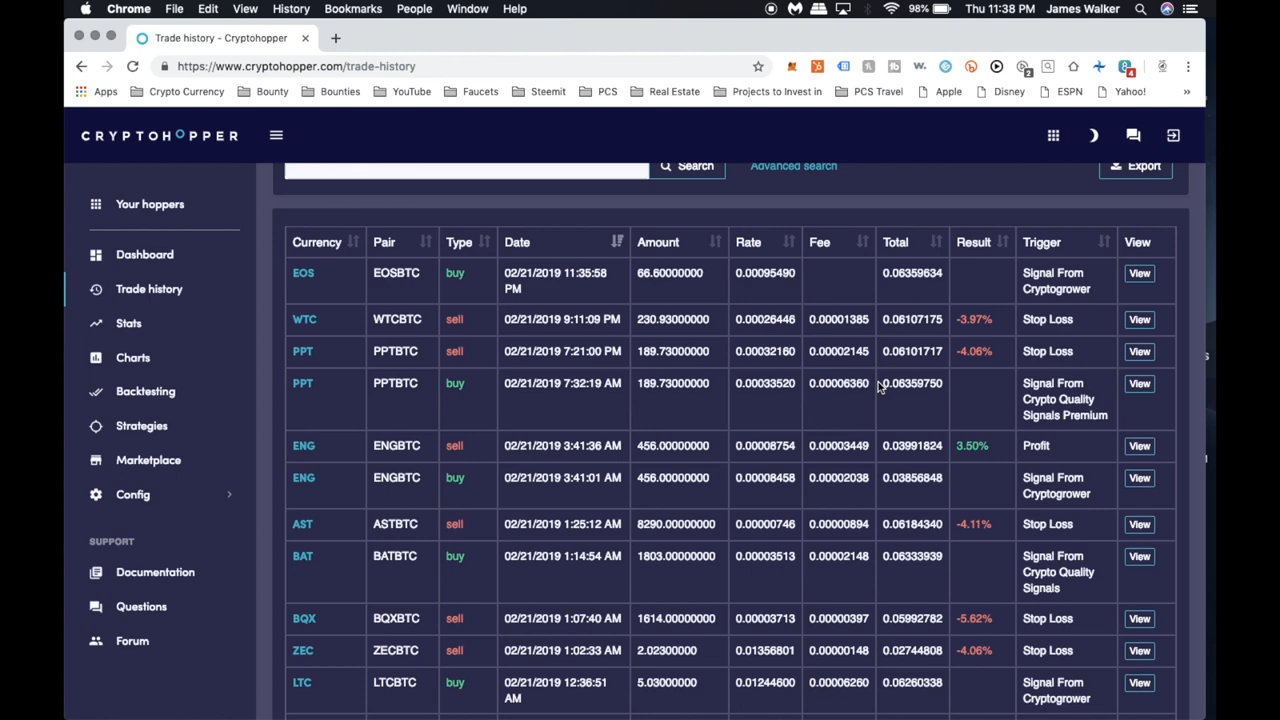 Chrome File Edit View History Bookmarks People Window Help 98% Thu 11:38 PM James Walker
Trade history - Cryptohopper
https://www.cryptohopper.com/trade-history
Apps Crypto Currency Bounty Bounties YouTube Faucets Steemit PCS Real Estate Projects to Invest in PCS Travel Apple Disney ESPN Yahoo! »
CRYPTOHOPPER
Search Advanced search Export
Your hoppers
Dashboard
Trade history
Stats
Charts
Backtesting
Strategies
Marketplace
Config
SUPPORT
Documentation
Questions
Forum
Currency Pair Type Date Amount Rate Fee Total Result Trigger View
EOS EOSBTC buy 02/21/2019 11:35:58 66.60000000 0.00095490 0.06359634 Signal From View
PM Cryptogrower
WTC WTCBTC sell 02/21/2019 9:11:09 PM 230.93000000 0.00026446 0.00001385 0.06107175 -3.97% Stop Loss View
PPT PPTBTC sell 02/21/2019 7:21:00 PM 189.73000000 0.00032160 0.00002145 0.06101717 -4.06% Stop Loss View
PPT PPTBTC buy 02/21/2019 7:32:19 AM 189.73000000 0.00033520 0.00006360 0.06359750 Signal From View
Crypto Quality
Signals Premium
ENG ENGBTC sell 02/21/2019 3:41:36 AM 456.00000000 0.00008754 0.00003449 0.03991824 3.50% Profit View
ENG ENGBTC buy 02/21/2019 3:41:01 AM 456.00000000 0.00008458 0.00002038 0.03856848 Signal From View
Cryptogrower
AST ASTBTC sell 02/21/2019 1:25:12 AM 8290.00000000 0.00000746 0.00000894 0.06184340 -4.11% Stop Loss View
BAT BATBTC buy 02/21/2019 1:14:54 AM 1803.00000000 0.00003513 0.00002148 0.06333939 Signal From View
Crypto Quality
Signals
BQX BQXBTC sell 02/21/2019 1:07:40 AM 1614.00000000 0.00003713 0.00000397 0.05992782 -5.62% Stop Loss View
ZEC ZECBTC sell 02/21/2019 1:02:33 AM 2.02300000 0.01356801 0.00000148 0.02744808 -4.06% Stop Loss View
LTC LTCBTC buy 02/21/2019 12:36:51 5.03000000 0.01244600 0.00006260 0.06260338 Signal From View
AM Cryptogrower